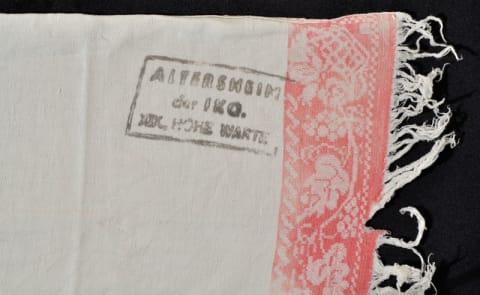 ALTERSHEIM
der IKG.
XIX., HOHE WARTE